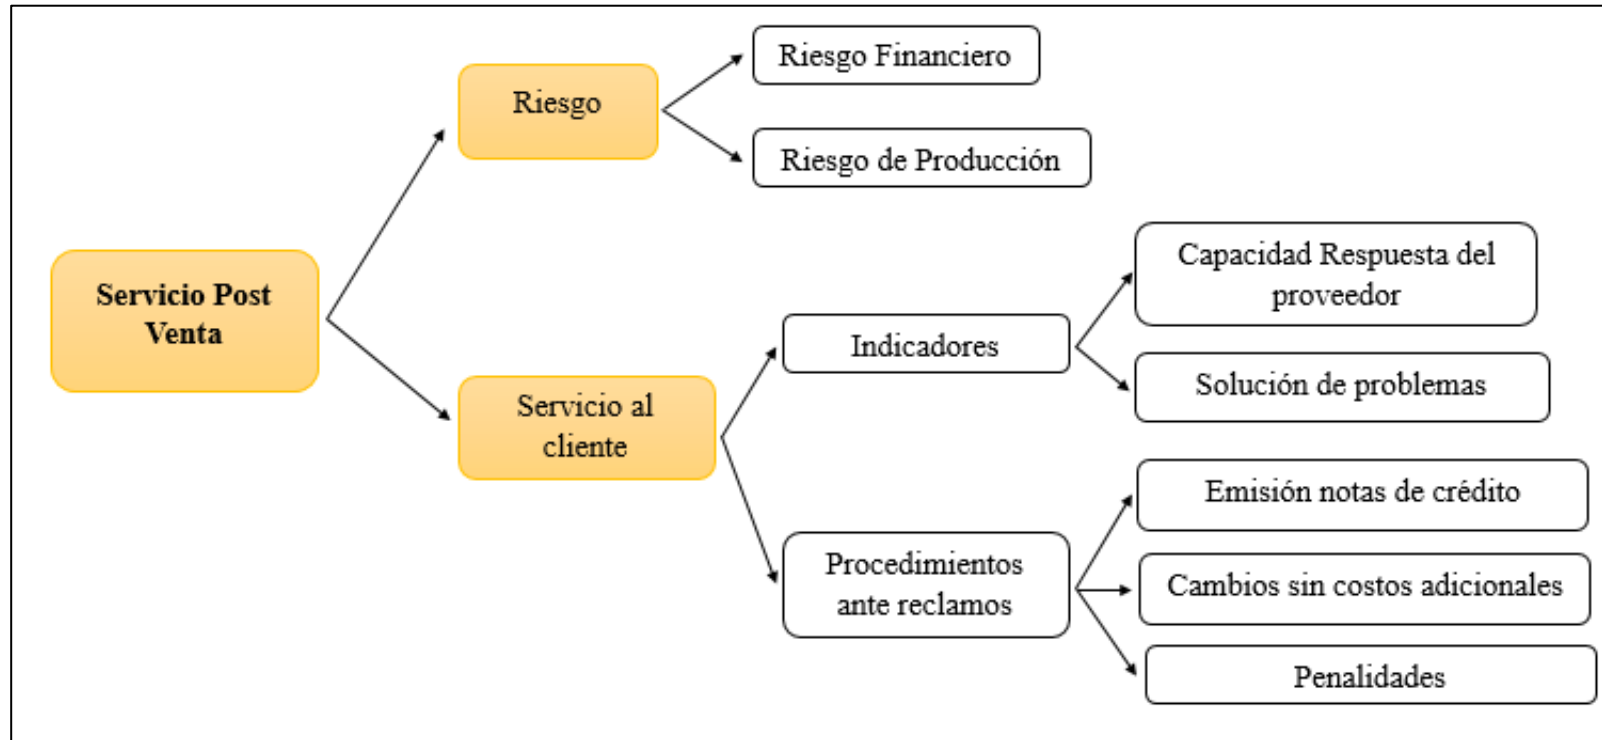 Servicio Post
Venta
Riesgo
Riesgo Financiero
Riesgo de Producción
Servicio al
cliente
Indicadores
Capacidad Respuesta del
proveedor
Solución de problemas
Procedimientos
ante reclamos
Emisión notas de crédito
Cambios sin costos adicionales
Penalidades